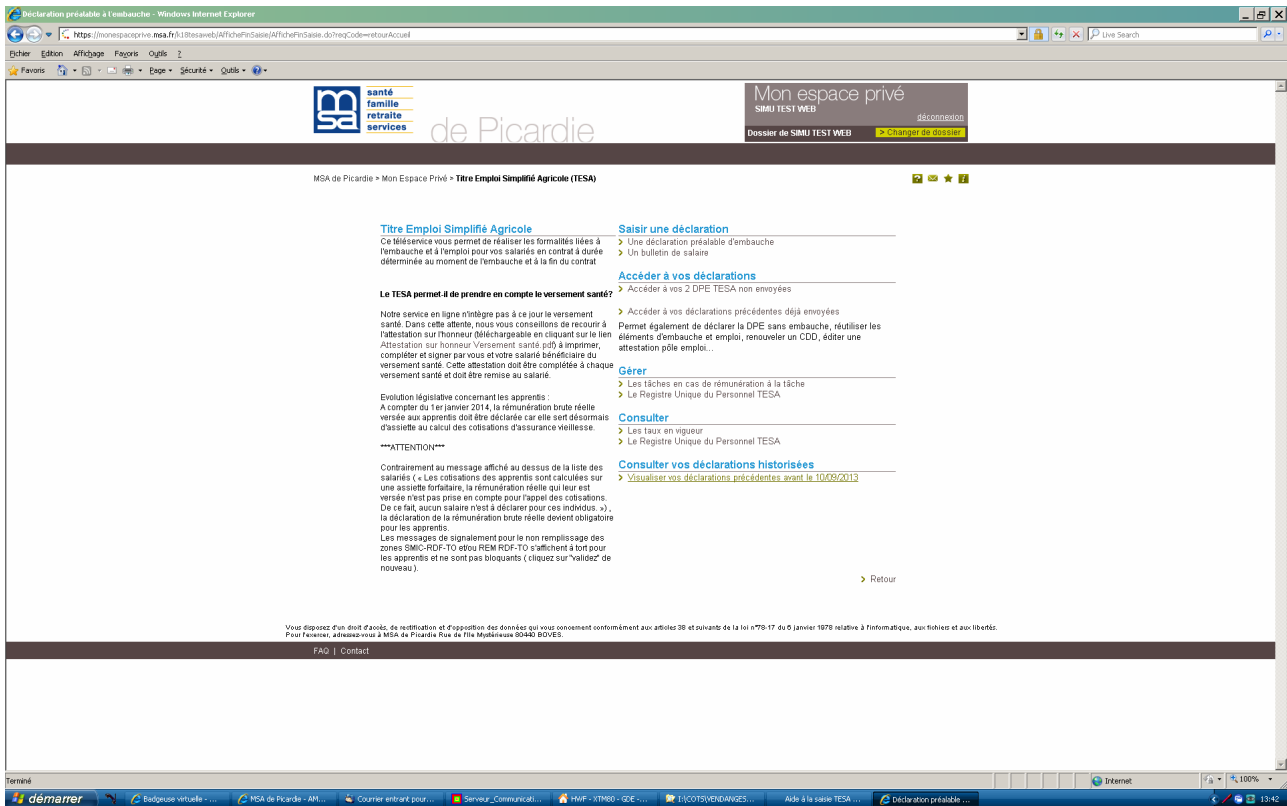 Déclaration préalable à l'embauche - Windows Internet Explorer
https://monespaceprive.msa.fr/k18tesaweb/AfficheFinSaisie/AfficheFinSaisie.do?reqCode=retourAccueil
Live Search
Fichier Edition Affichage Favoris Outils ?
Favoris Page Sécurité Outils
msa santé famille retraite services
de Picardie
Mon espace privé
SIMU TEST WEB
déconnexion
Dossier de SIMU TEST WEB > Changer de dossier
MSA de Picardie » Mon Espace Privé » Titre Emploi Simplifié Agricole (TESA)
Titre Emploi Simplifié Agricole
Ce téléservice vous permet de réaliser les formalités liées à
l'embauche et à l'emploi pour vos salariés en contrat à durée
déterminée au moment de l'embauche et à la fin du contrat
Le TESA permet-il de prendre en compte le versement santé?
Notre service en ligne n'intègre pas à ce jour le versement
santé. Dans cette attente, nous vous conseillons de recourir à
l'attestation sur l'honneur (téléchargeable en cliquant sur le lien
Attestation sur honneur Versement santé.pdf) à imprimer,
compléter et signer par vous et votre salarié bénéficiaire du
versement santé. Cette attestation doit être complétée à chaque
versement santé et doit être remise au salarié.
Evolution législative concernant les apprentis :
A compter du 1er janvier 2014, la rémunération brute réelle
versée aux apprentis doit être déclarée car elle sert désormais
d'assiette au calcul des cotisations d'assurance vieillesse.
***ATTENTION***
Contrairement au message affiché au dessus de la liste des
salariés ( « Les cotisations des apprentis sont calculées sur
une assiette forfaitaire, la rémunération réelle qui leur est
versée n'est pas prise en compte pour l'appel des cotisations.
De ce fait, aucun salaire n'est à déclarer pour ces individus. ») ,
la déclaration de la rémunération brute réelle devient obligatoire
pour les apprentis.
Les messages de signalement pour le non remplissage des
zones SMIC-RDF-TO et/ou REM RDF-TO s'affichent à tort pour
les apprentis et ne sont pas bloquants ( cliquez sur "validez" de
nouveau ).
Saisir une déclaration
> Une déclaration préalable d'embauche
> Un bulletin de salaire
Accéder à vos déclarations
> Accéder à vos 2 DPE TESA non envoyées
> Accéder à vos déclarations précédentes déjà envoyées
Permet également de déclarer la DPE sans embauche, réutiliser les
éléments d'embauche et emploi, renouveler un CDD, éditer une
attestation pôle emploi...
Gérer
> Les tâches en cas de rémunération à la tâche
> Le Registre Unique du Personnel TESA
Consulter
> Les taux en vigueur
> Le Registre Unique du Personnel TESA
Consulter vos déclarations historisées
> Visualiser vos déclarations précédentes avant le 10/09/2013
> Retour
Vous disposez d'un droit d'accès, de rectification et d'opposition des données qui vous concernent conformément aux articles 38 et suivants de la loi n°78-17 du 6 janvier 1978 relative à l'informatique, aux fichiers et aux libertés.
Pour l'exercer, adressez-vous à MSA de Picardie Rue de l'Ile Mystérieuse 80440 BOVES.
FAQ | Contact
Terminé Internet 100%
démarrer Badgeuse virtuelle - ... MSA de Picardie - AM... Courrier entrant pour... Serveur_Communicati... HWF - XTM80 - GDE -... I:\COTS\VENDANGES... Aide à la saisie TESA ... Déclaration préalable ... 13:42